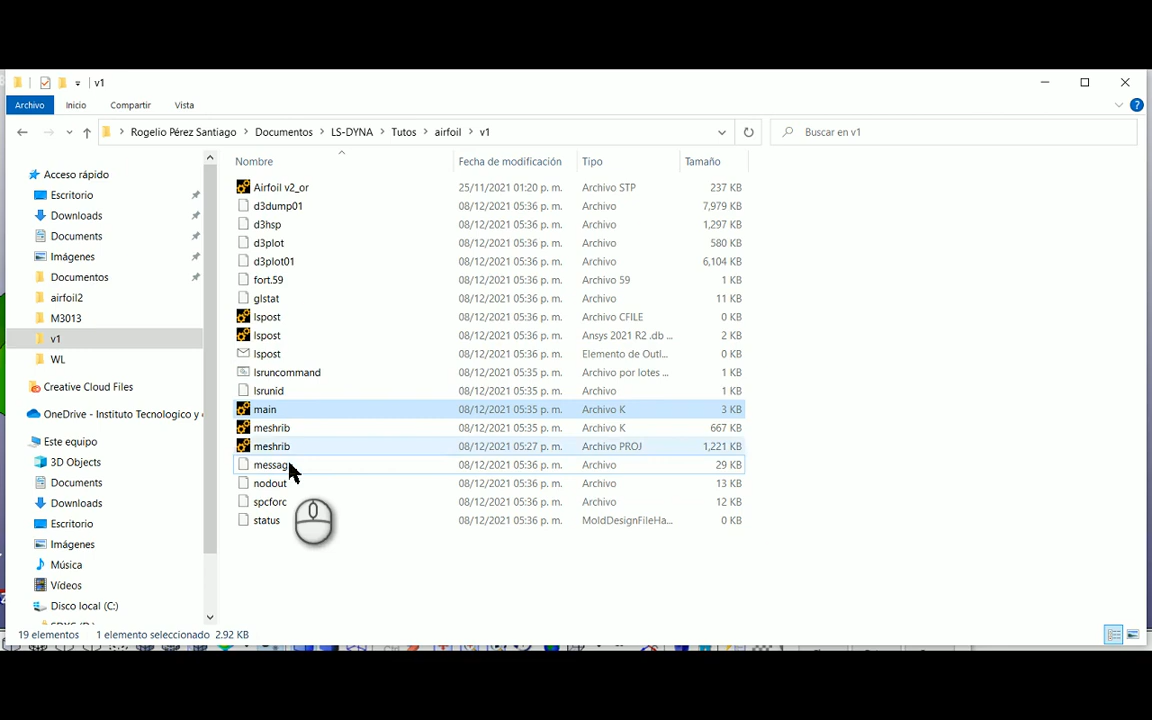 v1
Archivo Inicio Compartir Vista
Rogelio Pérez Santiago Documentos LS-DYNA Tutos airfoil v1 Buscar en v1
Nombre Fecha de modificación Tipo Tamaño
Acceso rápido
Escritorio
Downloads
Documents
Imágenes
Documentos
airfoil2
M3013
v1
WL
Creative Cloud Files
OneDrive - Instituto Tecnologico y
Este equipo
3D Objects
Documents
Downloads
Escritorio
Imágenes
Música
Vídeos
Disco local (C:)
Airfoil v2_or 25/11/2021 01:20 p. m. Archivo STP 237 KB
d3dump01 08/12/2021 05:36 p. m. Archivo 7,979 KB
d3hsp 08/12/2021 05:36 p. m. Archivo 1,297 KB
d3plot 08/12/2021 05:36 p. m. Archivo 580 KB
d3plot01 08/12/2021 05:36 p. m. Archivo 6,104 KB
fort.59 08/12/2021 05:36 p. m. Archivo 59 1 KB
glstat 08/12/2021 05:36 p. m. Archivo 11 KB
lspost 08/12/2021 05:36 p. m. Archivo CFILE 0 KB
lspost 08/12/2021 05:36 p. m. Ansys 2021 R2 .db ... 2 KB
lspost 08/12/2021 05:36 p. m. Elemento de Outl... 0 KB
lsruncommand 08/12/2021 05:35 p. m. Archivo por lotes ... 1 KB
lsrunid 08/12/2021 05:35 p. m. Archivo 1 KB
main 08/12/2021 05:35 p. m. Archivo K 3 KB
meshrib 08/12/2021 05:35 p. m. Archivo K 667 KB
meshrib 08/12/2021 05:27 p. m. Archivo PROJ 1,221 KB
messag 08/12/2021 05:36 p. m. Archivo 29 KB
nodout 08/12/2021 05:36 p. m. Archivo 13 KB
spcforc 08/12/2021 05:36 p. m. Archivo 12 KB
status 08/12/2021 05:36 p. m. MoldDesignFileHa... 0 KB
19 elementos 1 elemento seleccionado 2.92 KB